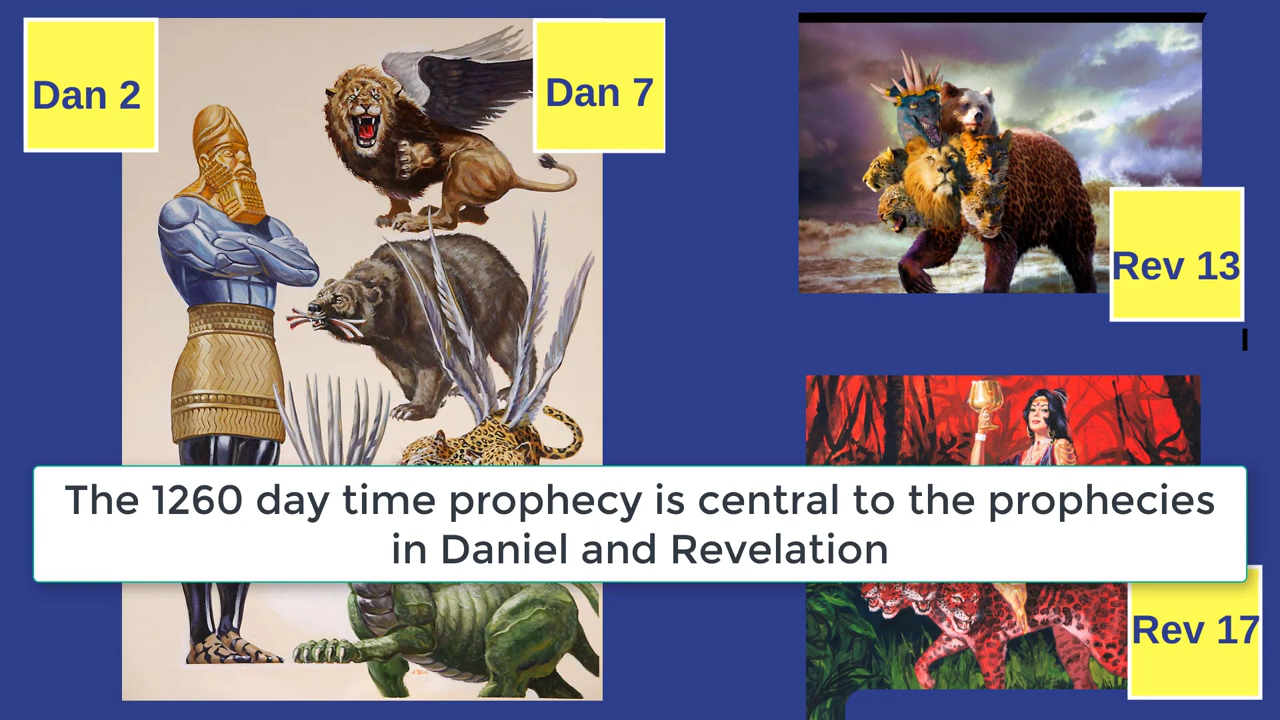 Dan 2
Dan 7
Rev 13
The 1260 day time prophecy is central to the prophecies
in Daniel and Revelation
Rev 17